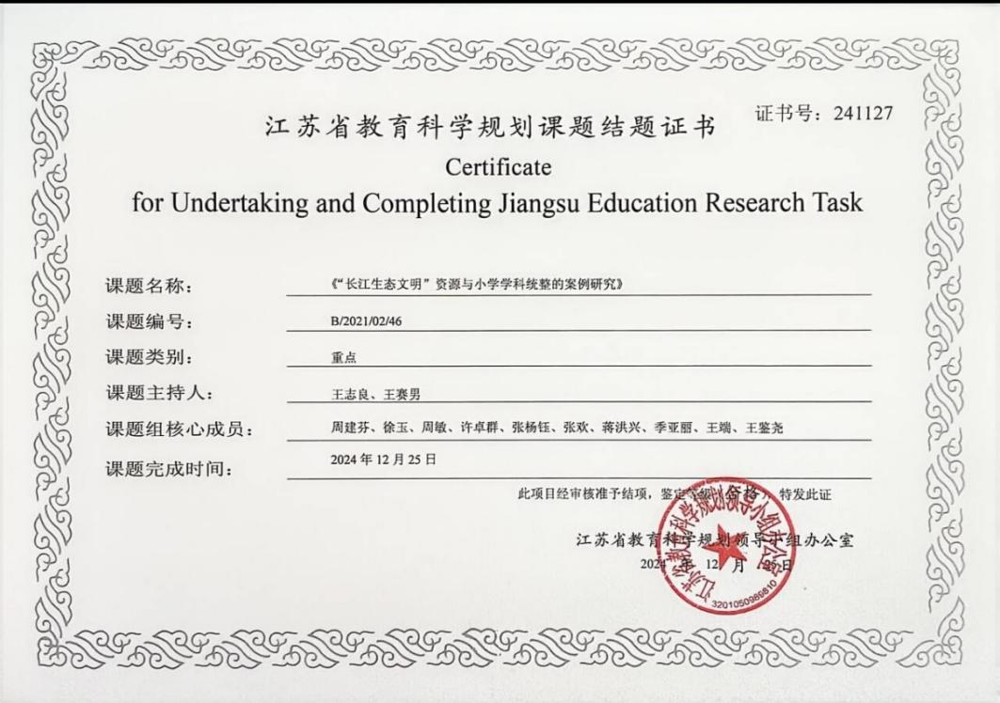 证书号：241127
江苏省教育科学规划课题结题证书
Certificate
for Undertaking and Completing Jiangsu Education Research Task
课题名称： 《“长江生态文明”资源与小学学科统整的案例研究》
课题编号： B/2021/02/46
课题类别： 重点
课题主持人： 王志良、王赛男
课题组核心成员： 周建芬、徐玉、周敏、许卓群、张杨钰、张欢、蒋洪兴、季亚丽、王端、王鉴尧
课题完成时间： 2024 年 12 月 25 日
此项目经审核准予结项，鉴定等级（合格），特发此证
江苏省教育科学规划领导小组办公室
2024 年 12 月 25 日
江苏省教育科学规划领导小组办公室